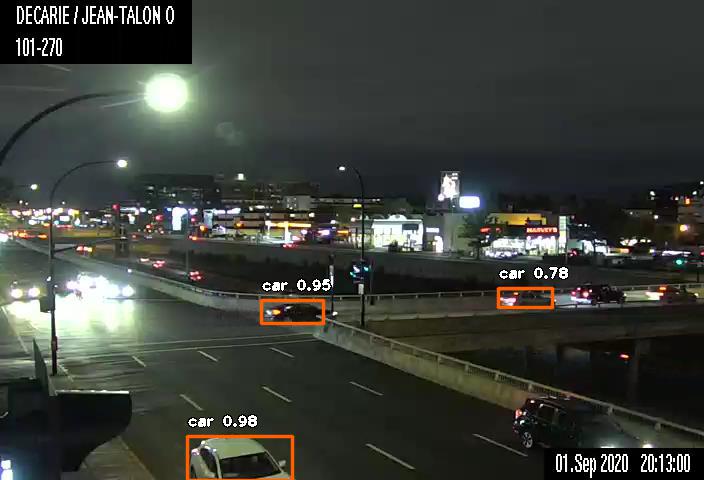 DECARIE / JEAN-TALON O
101-270
car 0.95
car 0.78
HARVEY'S
car 0.98
01.Sep 2020 20:13:00